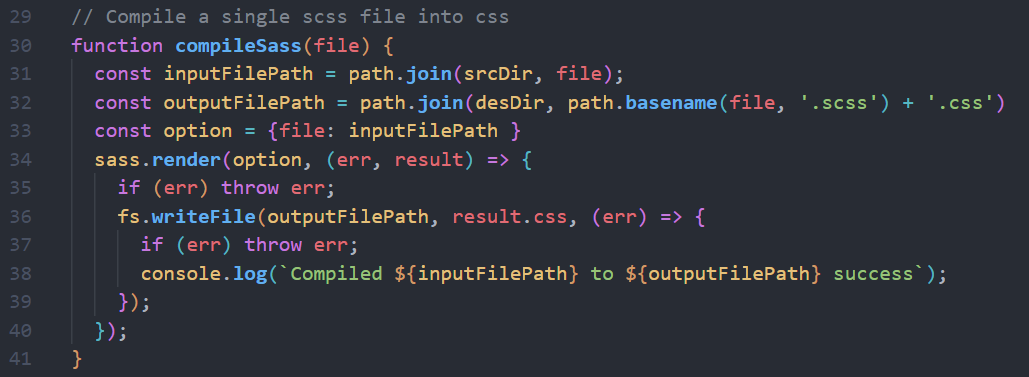 29 // Compile a single scss file into css
30 function compileSass(file) {
31 const inputFilePath = path.join(srcDir, file);
32 const outputFilePath = path.join(desDir, path.basename(file, '.scss') + '.css')
33 const option = {file: inputFilePath }
34 sass.render(option, (err, result) => {
35 if (err) throw err;
36 fs.writeFile(outputFilePath, result.css, (err) => {
37 if (err) throw err;
38 console.log(`Compiled ${inputFilePath} to ${outputFilePath} success`);
39 });
40 });
41 }